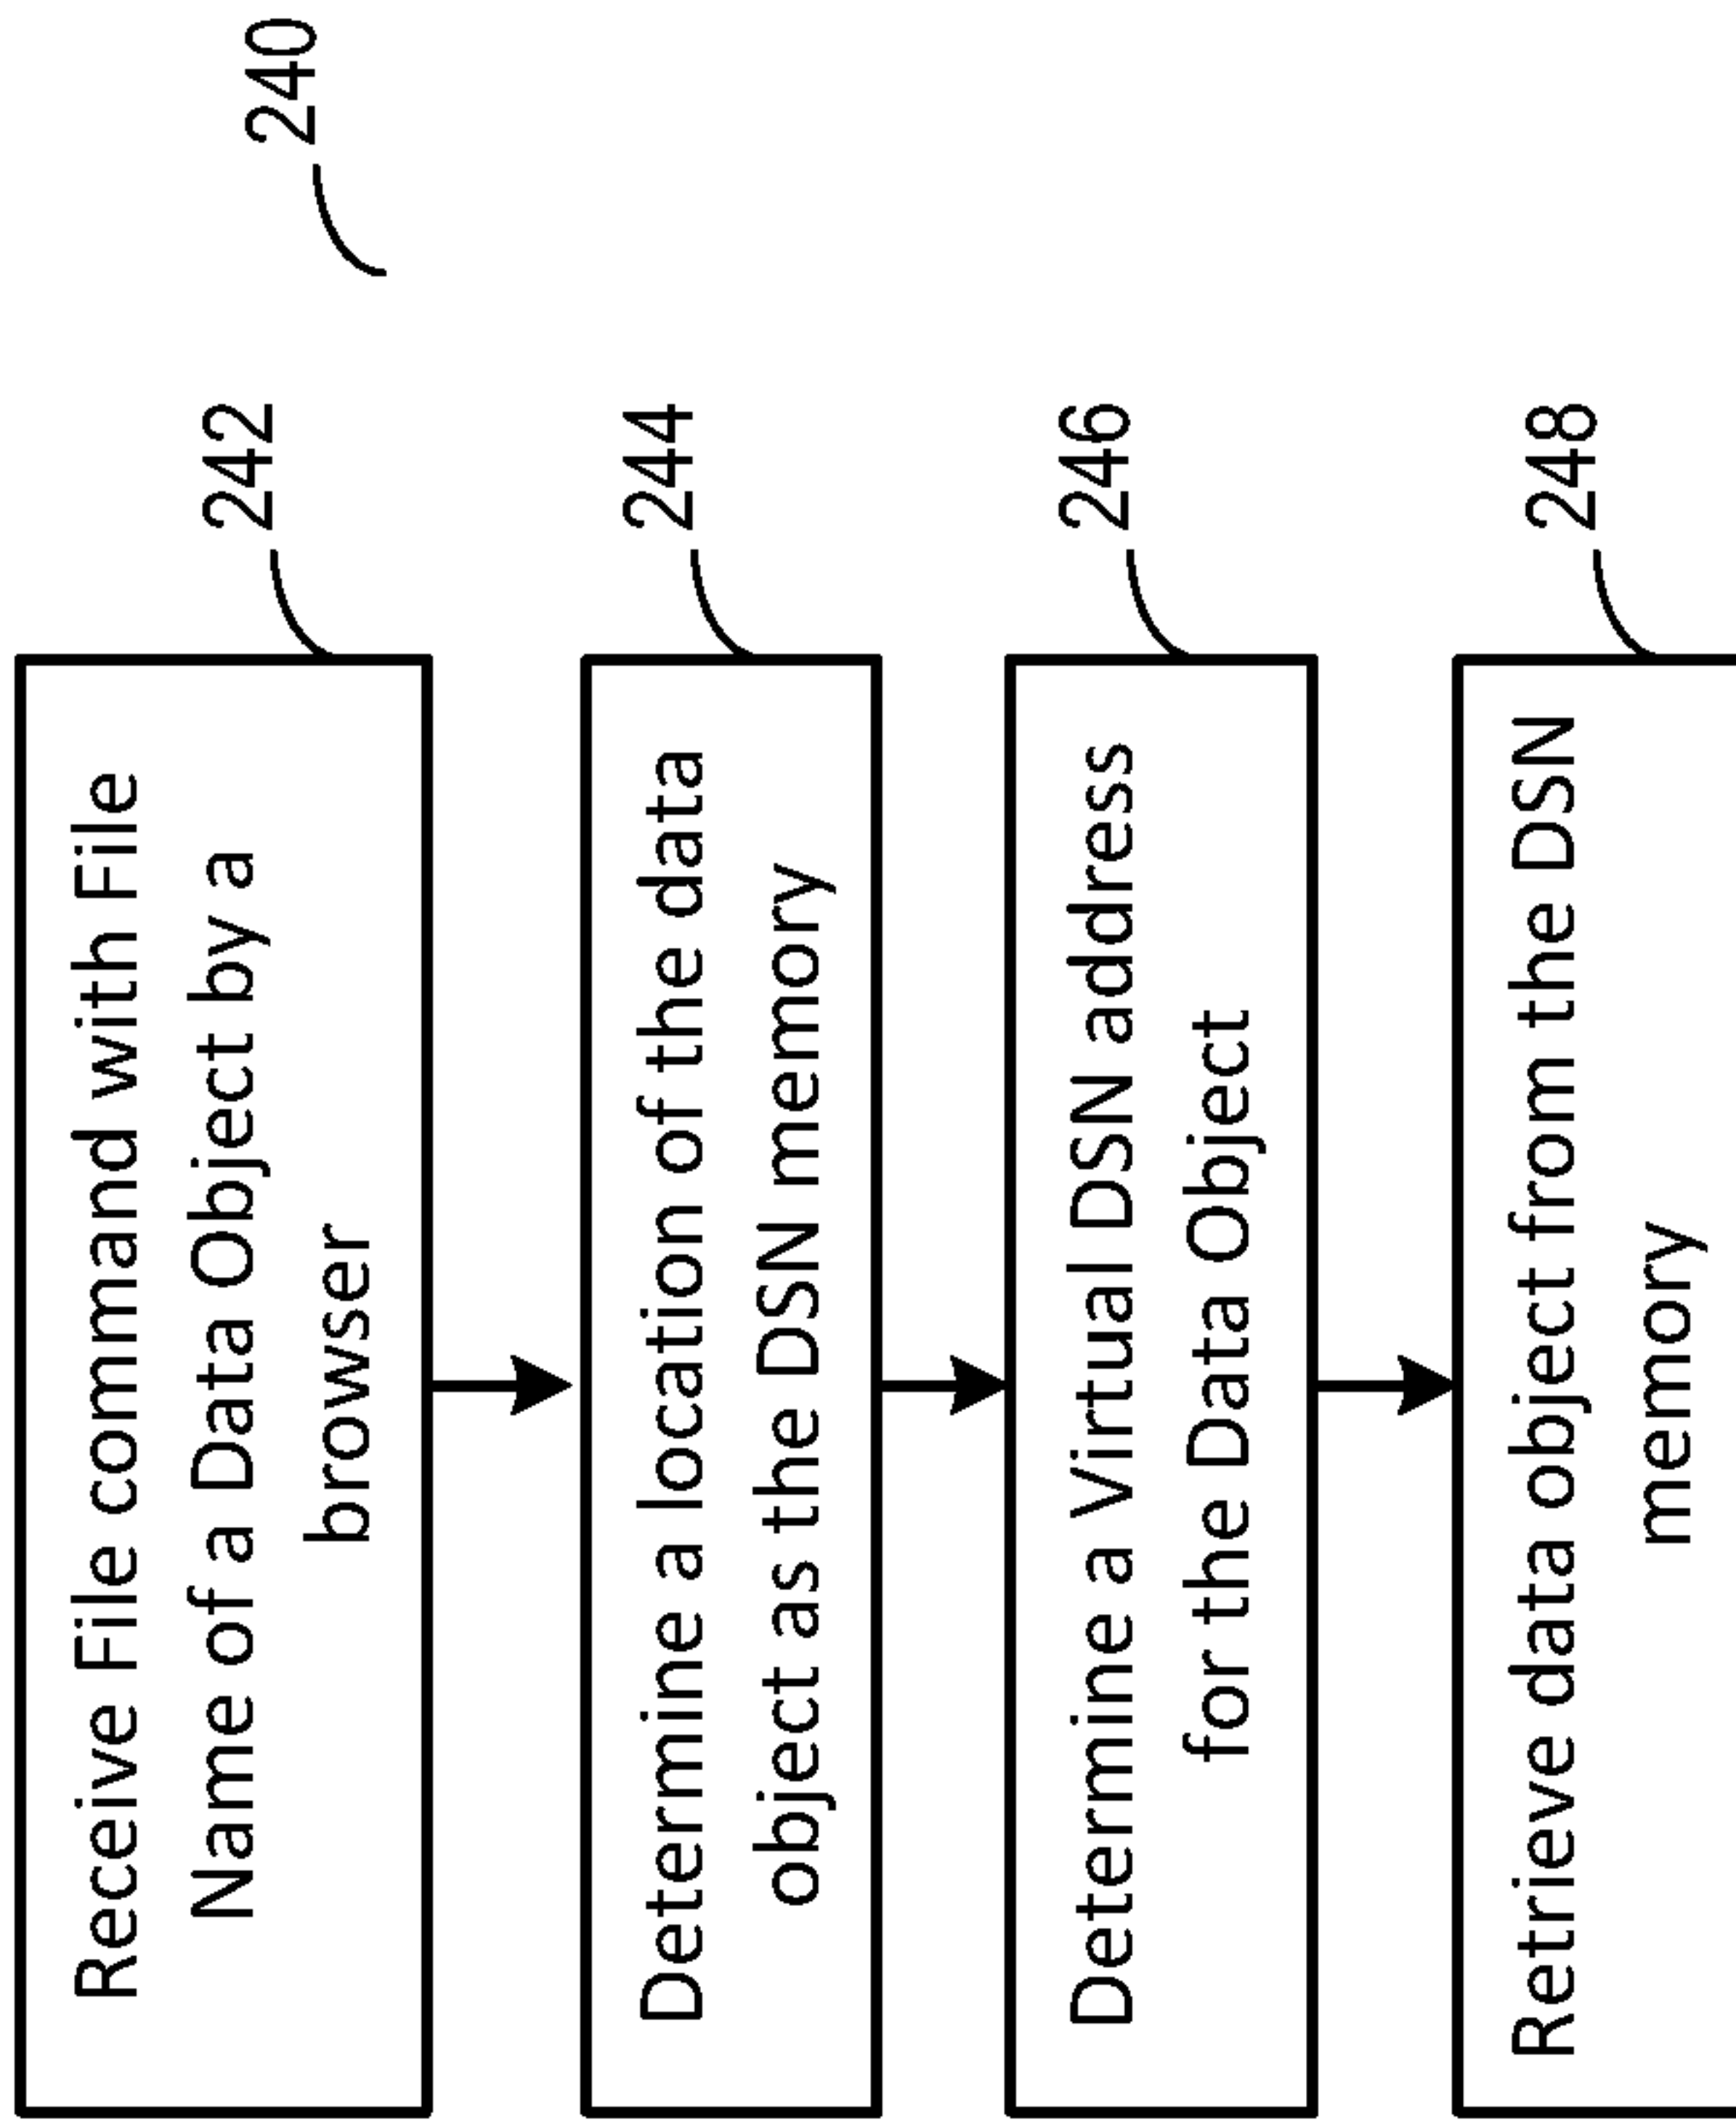 240
Receive File command with File
Name of a Data Object by a
browser
242
Determine a location of the data
object as the DSN memory
244
Determine a Virtual DSN address
for the Data Object
246
Retrieve data object from the DSN
memory
248